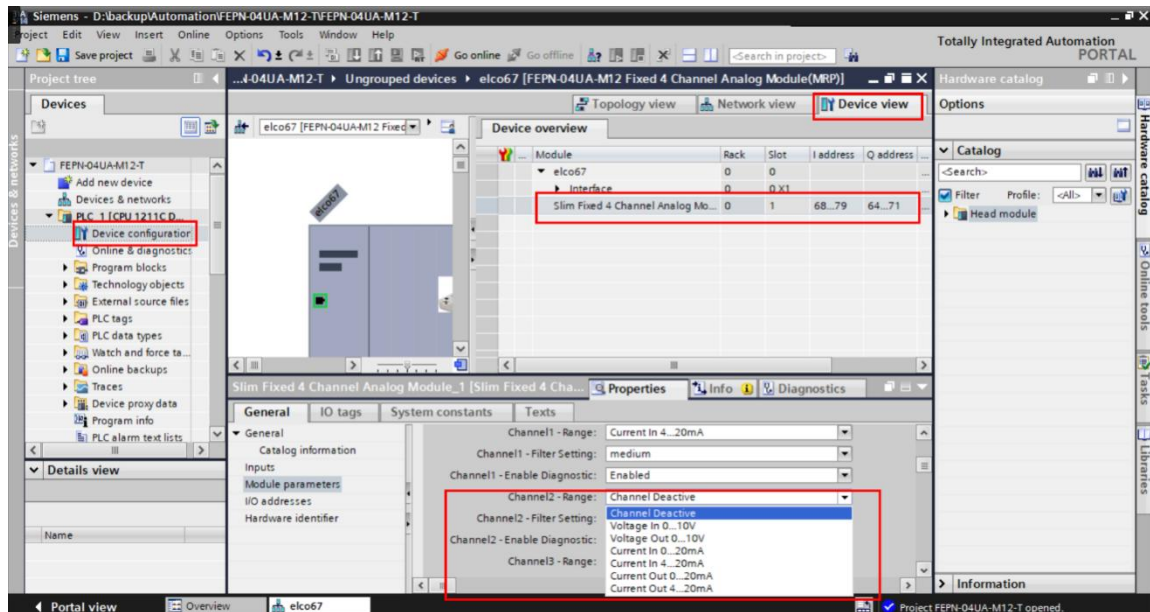 Siemens - D:\backup\Automation\FEPN-04UA-M12-T\FEPN-04UA-M12-T
Project Edit View Insert Online Options Tools Window Help
Totally Integrated Automation
PORTAL
Save project Go online Go offline <Search in project>
Project tree
Devices
Devices & networks
FEPN-04UA-M12-T
Add new device
Devices & networks
PLC_1 [CPU 1211C D...
Device configuration
Online & diagnostics
Program blocks
Technology objects
External source files
PLC tags
PLC data types
Watch and force ta...
Online backups
Traces
Device proxy data
Program info
PLC alarm text lists
Details view
Name
...4-04UA-M12-T Ungrouped devices elco67 [FEPN-04UA-M12 Fixed 4 Channel Analog Module(MRP)]
Topology view Network view Device view
elco67 [FEPN-04UA-M12 Fixed
elco67
Device overview
... Module Rack Slot I address Q address ...
elco67 0 0
Interface 0 0 X1
Slim Fixed 4 Channel Analog Mo... 0 1 68...79 64...71
Slim Fixed 4 Channel Analog Module_1 [Slim Fixed 4 Cha... Properties Info Diagnostics
General IO tags System constants Texts
General
Catalog information
Inputs
Module parameters
I/O addresses
Hardware identifier
Channel1 - Range: Current In 4...20mA
Channel1 - Filter Setting: medium
Channel1 - Enable Diagnostic: Enabled
Channel2 - Range: Channel Deactive
Channel2 - Filter Setting:
Channel2 - Enable Diagnostic:
Channel3 - Range:
Channel Deactive
Voltage In 0...10V
Voltage Out 0...10V
Current In 0...20mA
Current In 4...20mA
Current Out 0...20mA
Current Out 4...20mA
Hardware catalog
Options
Catalog
<Search>
Filter Profile: <All>
Head module
Information
Hardware catalog
Online tools
Tasks
Libraries
Portal view Overview elco67 Project FEPN-04UA-M12-T opened.